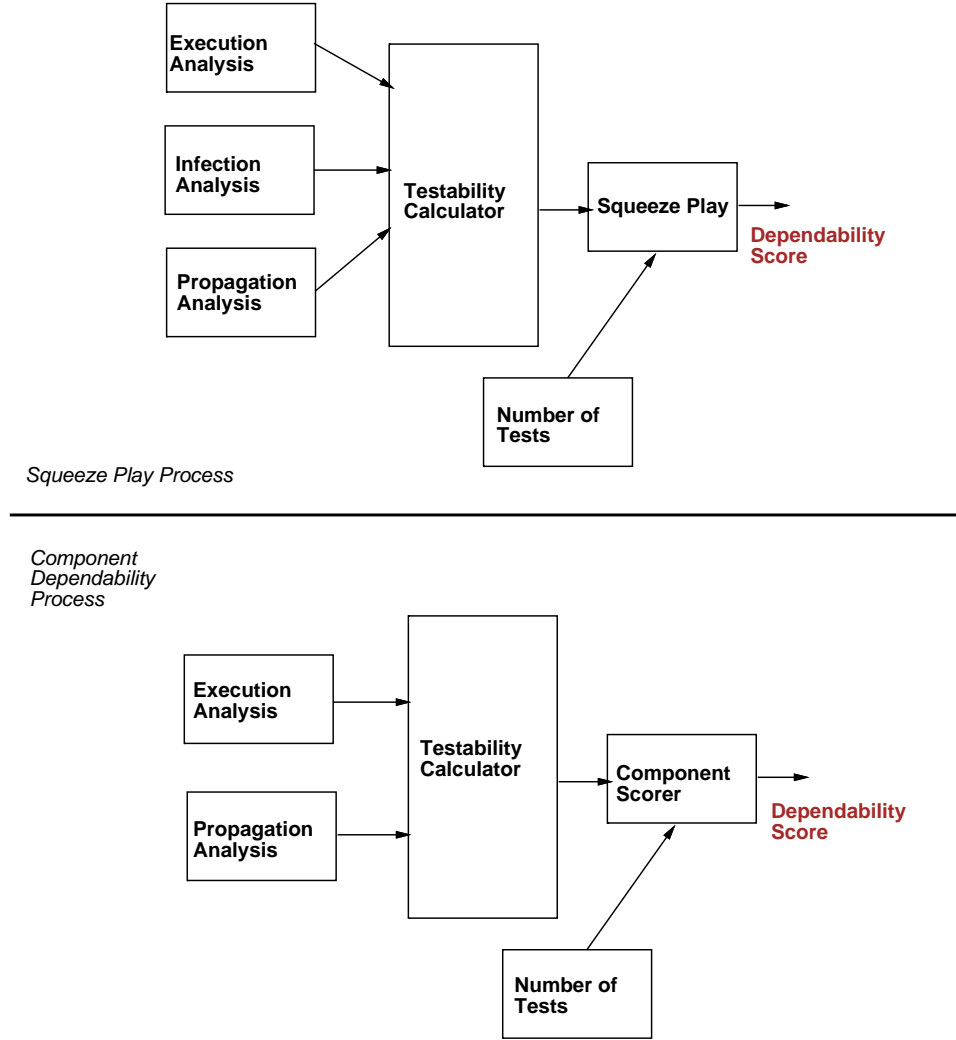 Execution
Analysis
Infection
Analysis
Propagation
Analysis
Testability
Calculator
Squeeze Play
Dependability
Score
Number of
Tests
Squeeze Play Process
Component
Dependability
Process
Execution
Analysis
Propagation
Analysis
Testability
Calculator
Component
Scorer
Dependability
Score
Number of
Tests